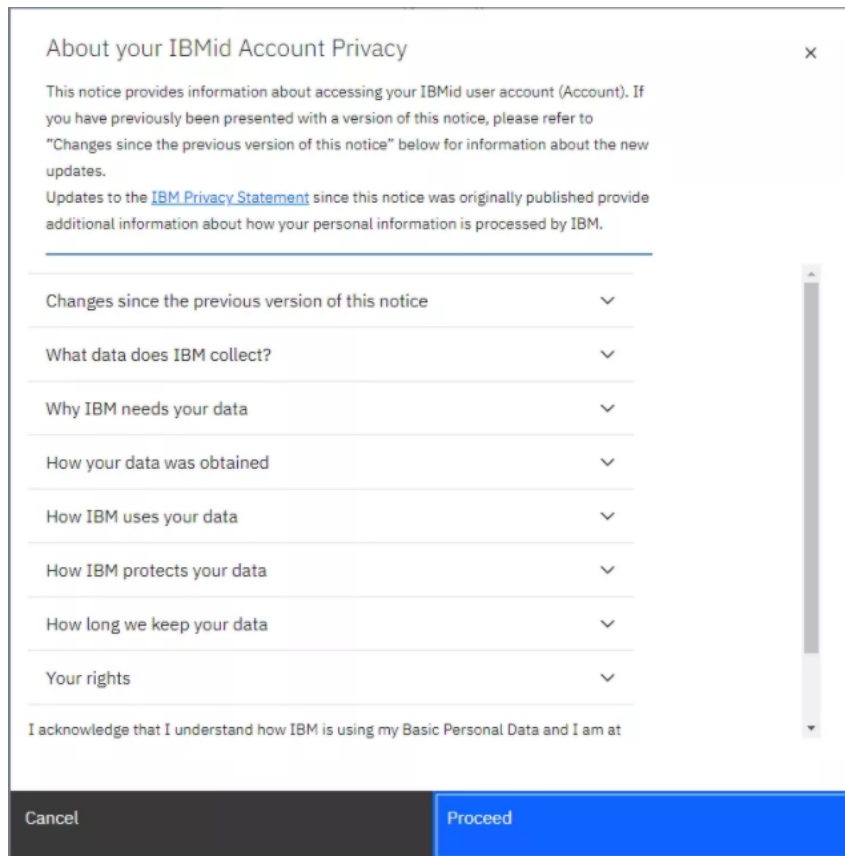 About your IBMid Account Privacy
This notice provides information about accessing your IBMid user account (Account). If
you have previously been presented with a version of this notice, please refer to
"Changes since the previous version of this notice" below for information about the new
updates.
Updates to the IBM Privacy Statement since this notice was originally published provide
additional information about how your personal information is processed by IBM.
Changes since the previous version of this notice
What data does IBM collect?
Why IBM needs your data
How your data was obtained
How IBM uses your data
How IBM protects your data
How long we keep your data
Your rights
I acknowledge that I understand how IBM is using my Basic Personal Data and I am at
Cancel
Proceed